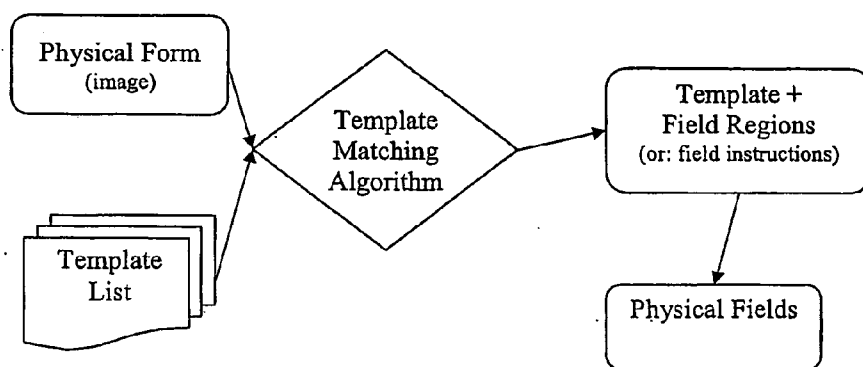 Physical Form
(image)
Template
List
Template
Matching
Algorithm
Template +
Field Regions
(or: field instructions)
Physical Fields